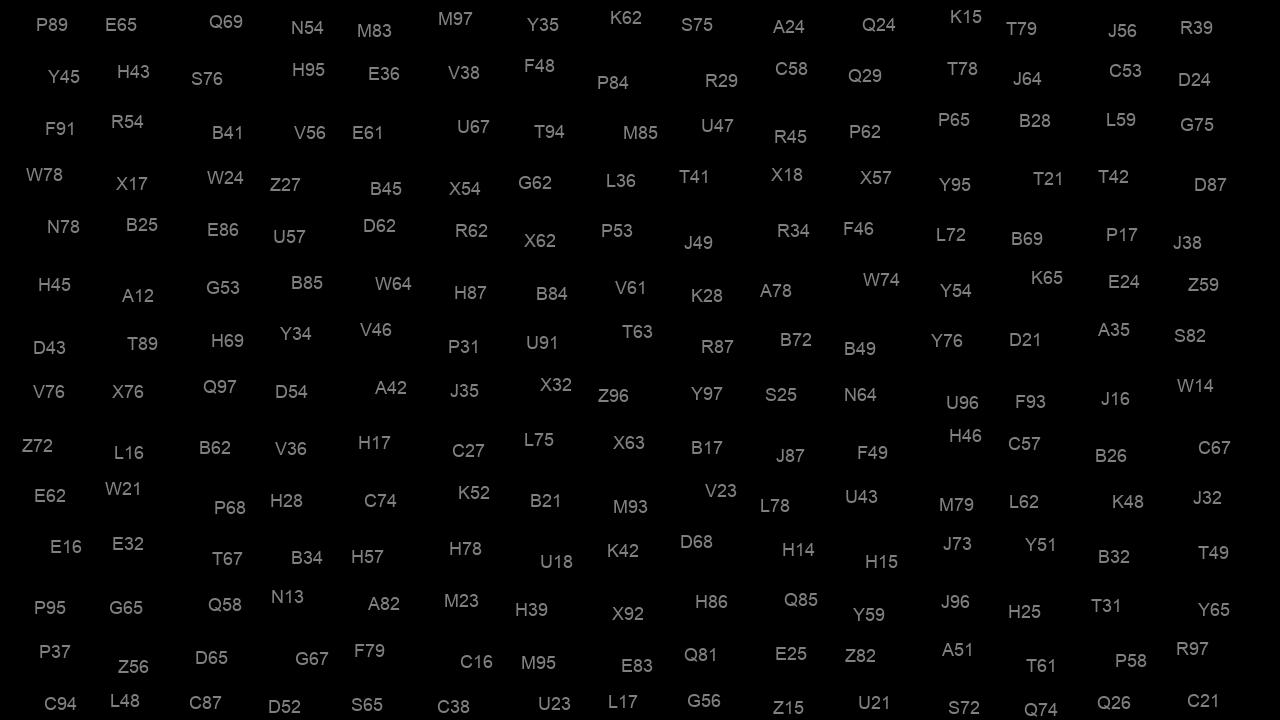 P89 E65 Q69 N54 M83 M97 Y35 K62 S75 A24 Q24 K15 T79 J56 R39
Y45 H43 S76 H95 E36 V38 F48 P84 R29 C58 Q29 T78 J64 C53 D24
F91 R54 B41 V56 E61 U67 T94 M85 U47 R45 P62 P65 B28 L59 G75
W78 X17 W24 Z27 B45 X54 G62 L36 T41 X18 X57 Y95 T21 T42 D87
N78 B25 E86 U57 D62 R62 X62 P53 J49 R34 F46 L72 B69 P17 J38
H45 A12 G53 B85 W64 H87 B84 V61 K28 A78 W74 Y54 K65 E24 Z59
D43 T89 H69 Y34 V46 P31 U91 T63 R87 B72 B49 Y76 D21 A35 S82
V76 X76 Q97 D54 A42 J35 X32 Z96 Y97 S25 N64 U96 F93 J16 W14
Z72 L16 B62 V36 H17 C27 L75 X63 B17 J87 F49 H46 C57 B26 C67
E62 W21 P68 H28 C74 K52 B21 M93 V23 L78 U43 M79 L62 K48 J32
E16 E32 T67 B34 H57 H78 U18 K42 D68 H14 H15 J73 Y51 B32 T49
P95 G65 Q58 N13 A82 M23 H39 X92 H86 Q85 Y59 J96 H25 T31 Y65
P37 Z56 D65 G67 F79 C16 M95 E83 Q81 E25 Z82 A51 T61 P58 R97
C94 L48 C87 D52 S65 C38 U23 L17 G56 Z15 U21 S72 Q74 Q26 C21